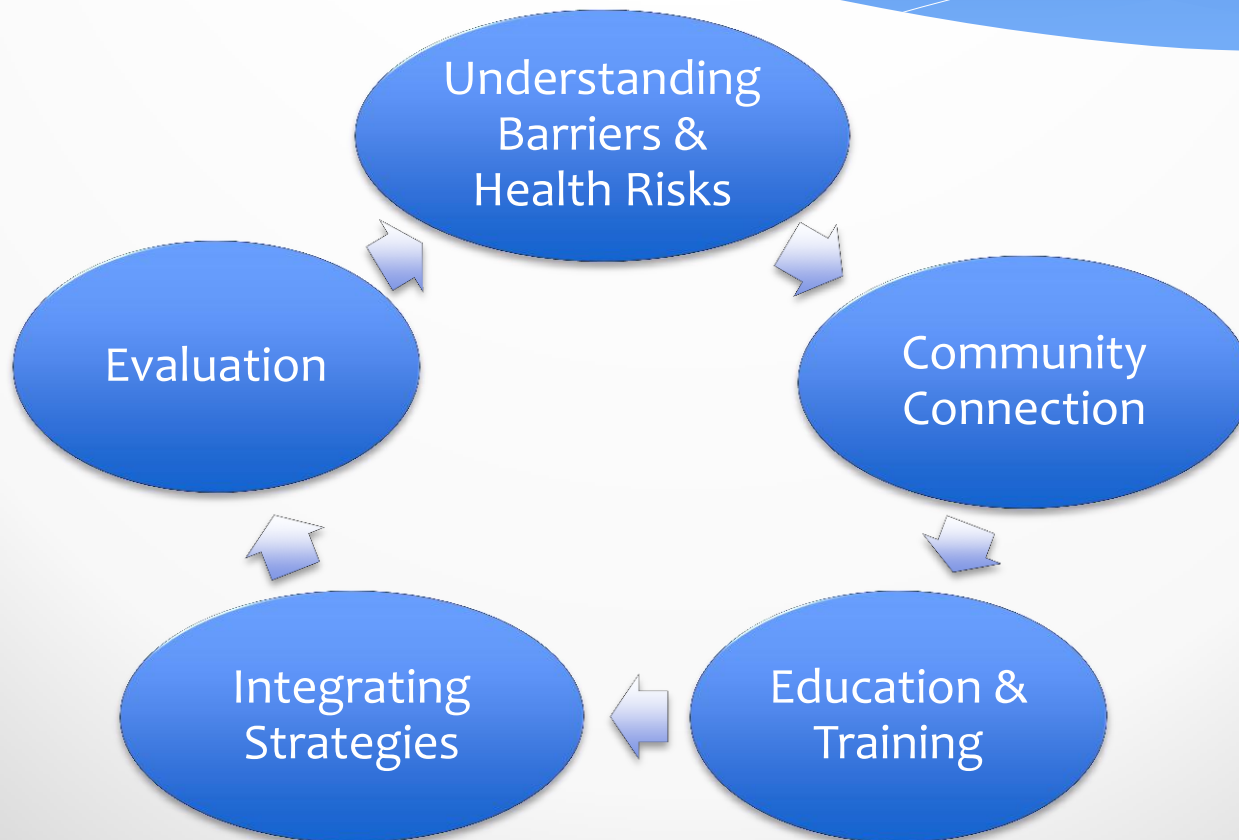 Understanding
Barriers &
Health Risks
Community
Connection
Education &
Training
Integrating
Strategies
Evaluation